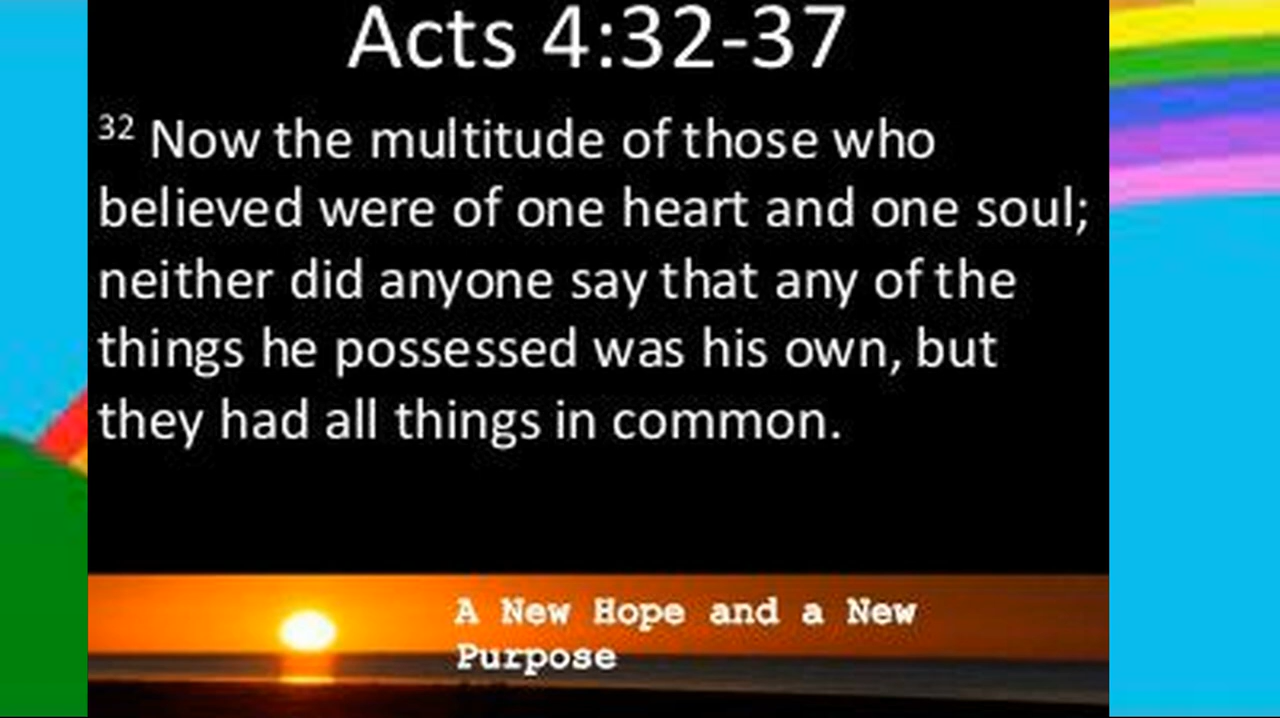 Acts 4:32-37
32 Now the multitude of those who
believed were of one heart and one soul;
neither did anyone say that any of the
things he possessed was his own, but
they had all things in common.
A New Hope and a New
Purpose